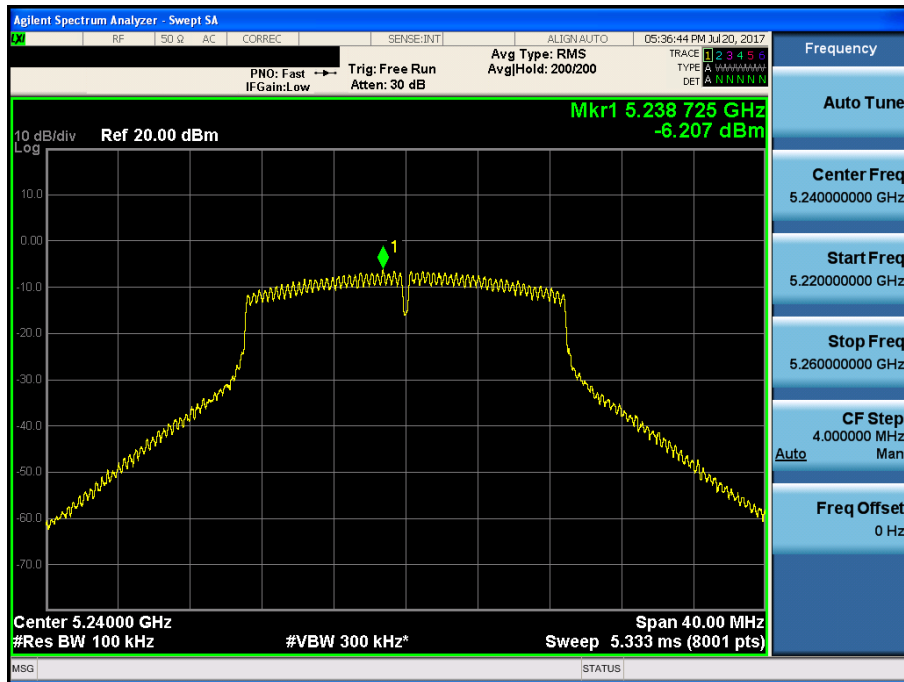 Agilent Spectrum Analyzer - Swept SA
LXI RF 50 Ω AC CORREC SENSE:INT ALIGN AUTO 05:36:44 PM Jul 20, 2017
PNO: Fast
IFGain:Low
Trig: Free Run
Atten: 30 dB
Avg Type: RMS
Avg|Hold: 200/200
TRACE 1 2 3 4 5 6
TYPE A WWWWW
DET A N N N N N
Mkr1 5.238 725 GHz
-6.207 dBm
10 dB/div Ref 20.00 dBm
Log
1
10.0
0.00
-10.0
-20.0
-30.0
-40.0
-50.0
-60.0
-70.0
Center 5.24000 GHz Span 40.00 MHz
#Res BW 100 kHz #VBW 300 kHz* Sweep 5.333 ms (8001 pts)
MSG STATUS
Frequency
Auto Tune
Center Freq
5.240000000 GHz
Start Freq
5.220000000 GHz
Stop Freq
5.260000000 GHz
CF Step
4.000000 MHz
Auto Man
Freq Offset
0 Hz